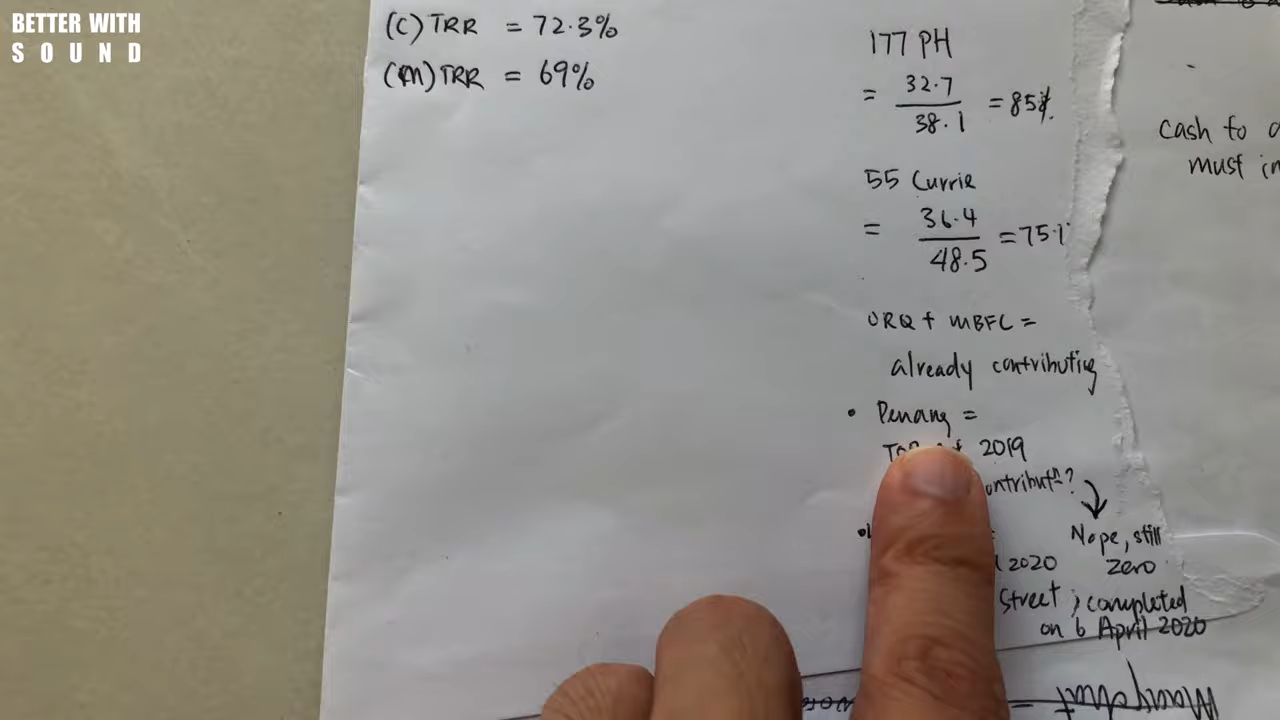 BETTER WITH
SOUND
(C) TRR = 72.3%
(M) TRR = 69%
177 PH
= 32.7
38.1
= 85%
55 Currie
= 36.4
48.5
= 75.1
ORQ + MBFC =
already contributing
• Penang =
2019
Nope, still
zero
2020
Street ; completed
on 6 April 2020
cash to
must